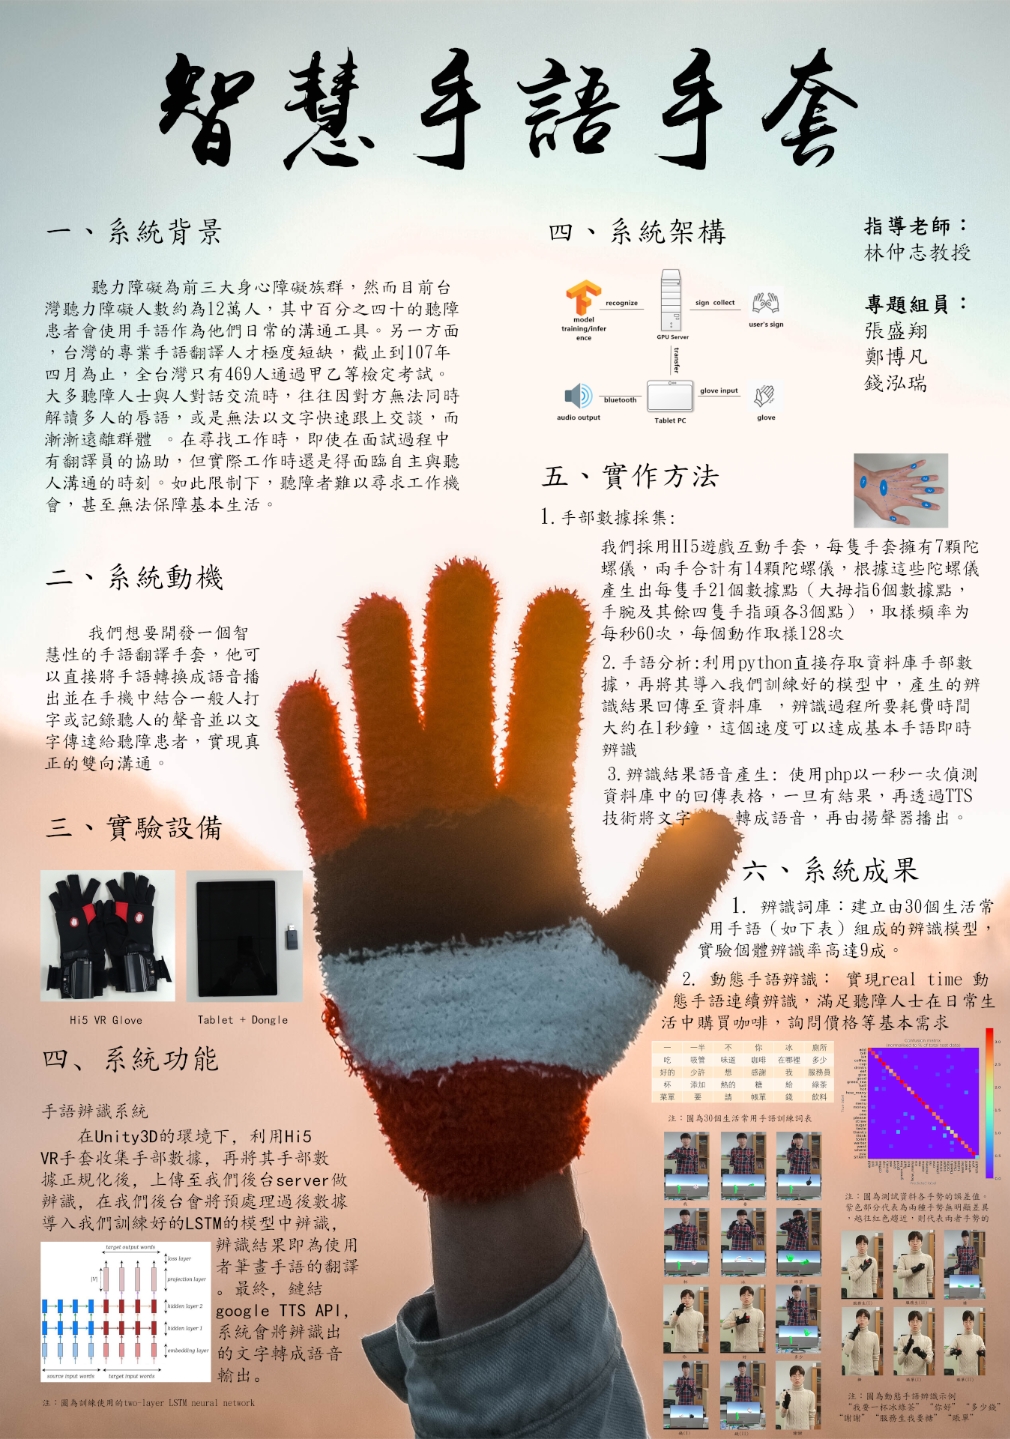 智慧手語手套
一、系統背景
聽力障礙為前三大身心障礙族群，然而目前台
灣聽力障礙人數約為12萬人，其中百分之四十的聽障
患者會使用手語作為他們日常的溝通工具。另一方面
，台灣的專業手語翻譯人才極度短缺，截止到107年
四月為止，全台灣只有469人通過甲乙等檢定考試。
大多聽障人士與人對話交流時，往往因對方無法同時
解讀多人的唇語，或是無法以文字快速跟上交談，而
漸漸遠離群體 。在尋找工作時，即使在面試過程中
有翻譯員的協助，但實際工作時還是得面臨自主與聽
人溝通的時刻。如此限制下，聽障者難以尋求工作機
會，甚至無法保障基本生活。
二、系統動機
我們想要開發一個智
慧性的手語翻譯手套，他可
以直接將手語轉換成語音播
出並在手機中結合一般人打
字或記錄聽人的聲音並以文
字傳達給聽障患者，實現真
正的雙向溝通。
三、實驗設備
Hi5 VR Glove
Tablet + Dongle
四、系統功能
手語辨識系統
在Unity3D的環境下，利用Hi5
VR手套收集手部數據，再將其手部數
據正規化後，上傳至我們後台server做
辨識，在我們後台會將預處理過後數據
導入我們訓練好的LSTM的模型中辨識，
辨識結果即為使用
者筆畫手語的翻譯
。最終，鏈結
google TTS API，
系統會將辨識出
的文字轉成語音
輸出。
target output words
loss layer
|V|
projection layer
hidden layer 2
hidden layer 1
embedding layer
source input words
target input words
注：圖為訓練使用的two-layer LSTM neural network
四、系統架構
recognize
sign collect
model
training/infer
ence
GPU Server
user's sign
transfer
bluetooth
glove input
audio output
Tablet PC
glove
指導老師：
林仲志教授
專題組員：
張盛翔
鄭博凡
錢泓瑞
五、實作方法
1.手部數據採集:
我們採用HI5遊戲互動手套，每隻手套擁有7顆陀
螺儀，兩手合計有14顆陀螺儀，根據這些陀螺儀
產生出每隻手21個數據點（大拇指6個數據點，
手腕及其餘四隻手指頭各3個點），取樣頻率為
每秒60次，每個動作取樣128次
2.手語分析:利用python直接存取資料庫手部數
據，再將其導入我們訓練好的模型中，產生的辨
識結果回傳至資料庫 ，辨識過程所要耗費時間
大約在1秒鐘，這個速度可以達成基本手語即時
辨識
3.辨識結果語音產生: 使用php以一秒一次偵測
資料庫中的回傳表格，一旦有結果，再透過TTS
技術將文字 轉成語音，再由揚聲器播出。
六、系統成果
1. 辨識詞庫：建立由30個生活常
用手語（如下表）組成的辨識模型，
實驗個體辨識率高達9成。
2. 動態手語辨識： 實現real time 動
態手語連續辨識，滿足聽障人士在日常生
活中購買咖啡，詢問價格等基本需求
一 一半 不 你 冰 廁所
吃 吸管 味道 咖啡 在哪裡 多少
好的 少許 想 感謝 我 服務員
杯 添加 熱的 糖 給 綠茶
菜單 要 請 帳單 錢 飲料
注：圖為30個生活常用手語訓練詞表
注：圖為測試資料各手勢的誤差值。
紫色部分代表為兩種手勢無明顯差異
，越往紅色趨近，則代表兩者手勢的
注：圖為動態手語辨識示例
“我要一杯冰綠茶” “你好” “多少錢”
“謝謝” “服務生我要糖” “帳單”